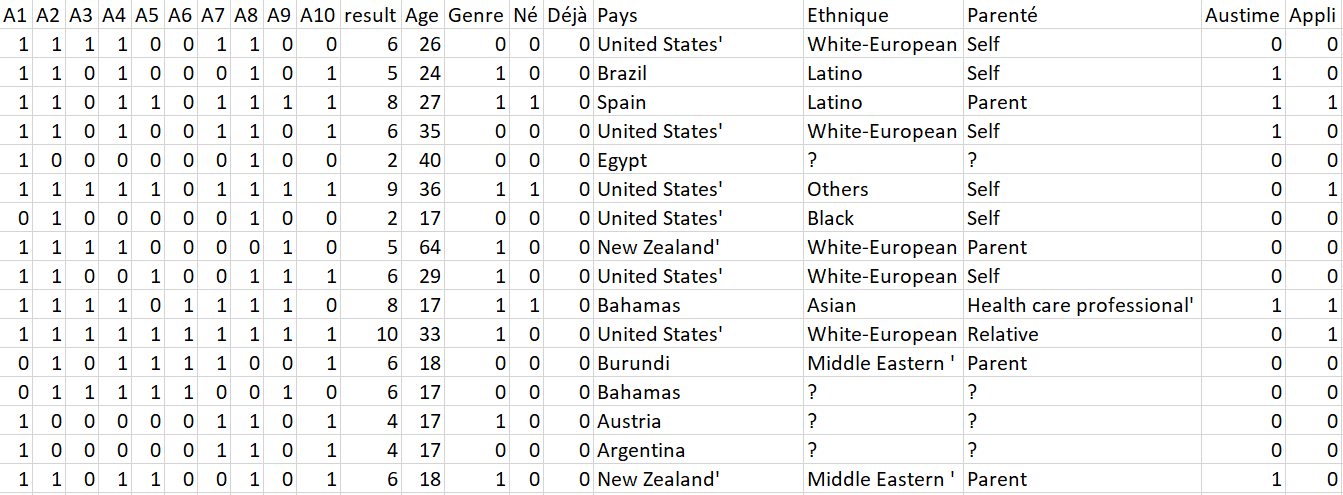 A1 A2 A3 A4 A5 A6 A7 A8 A9 A10 result Age Genre Né Déjà Pays Ethnique Parenté Austime Appli
1 1 1 1 0 0 1 1 0 0 6 26 0 0 0 United States' White-European Self 0 0
1 1 0 1 0 0 0 1 0 1 5 24 1 0 0 Brazil Latino Self 1 0
1 1 0 1 1 0 1 1 1 1 8 27 1 1 0 Spain Latino Parent 1 1
1 1 0 1 0 0 1 1 0 1 6 35 0 0 0 United States' White-European Self 1 0
1 0 0 0 0 0 0 1 0 0 2 40 0 0 0 Egypt ? ? 0 0
1 1 1 1 1 0 1 1 1 1 9 36 1 1 0 United States' Others Self 0 1
0 1 0 0 0 0 0 1 0 0 2 17 0 0 0 United States' Black Self 0 0
1 1 1 1 0 0 0 0 1 0 5 64 1 0 0 New Zealand' White-European Parent 0 0
1 1 0 0 1 0 0 1 1 1 6 29 1 0 0 United States' White-European Self 0 0
1 1 1 1 0 1 1 1 1 0 8 17 1 1 0 Bahamas Asian Health care professional' 1 1
1 1 1 1 1 1 1 1 1 1 10 33 1 0 0 United States' White-European Relative 0 1
0 1 0 1 1 1 1 0 0 1 6 18 0 0 0 Burundi Middle Eastern ' Parent 0 0
0 1 1 1 1 1 0 0 1 0 6 17 0 0 0 Bahamas ? ? 0 0
1 0 0 0 0 0 1 1 0 1 4 17 1 0 0 Austria ? ? 0 0
1 0 0 0 0 0 1 1 0 1 4 17 0 0 0 Argentina ? ? 0 0
1 1 0 1 1 0 0 1 0 1 6 18 1 0 0 New Zealand' Middle Eastern ' Parent 1 0